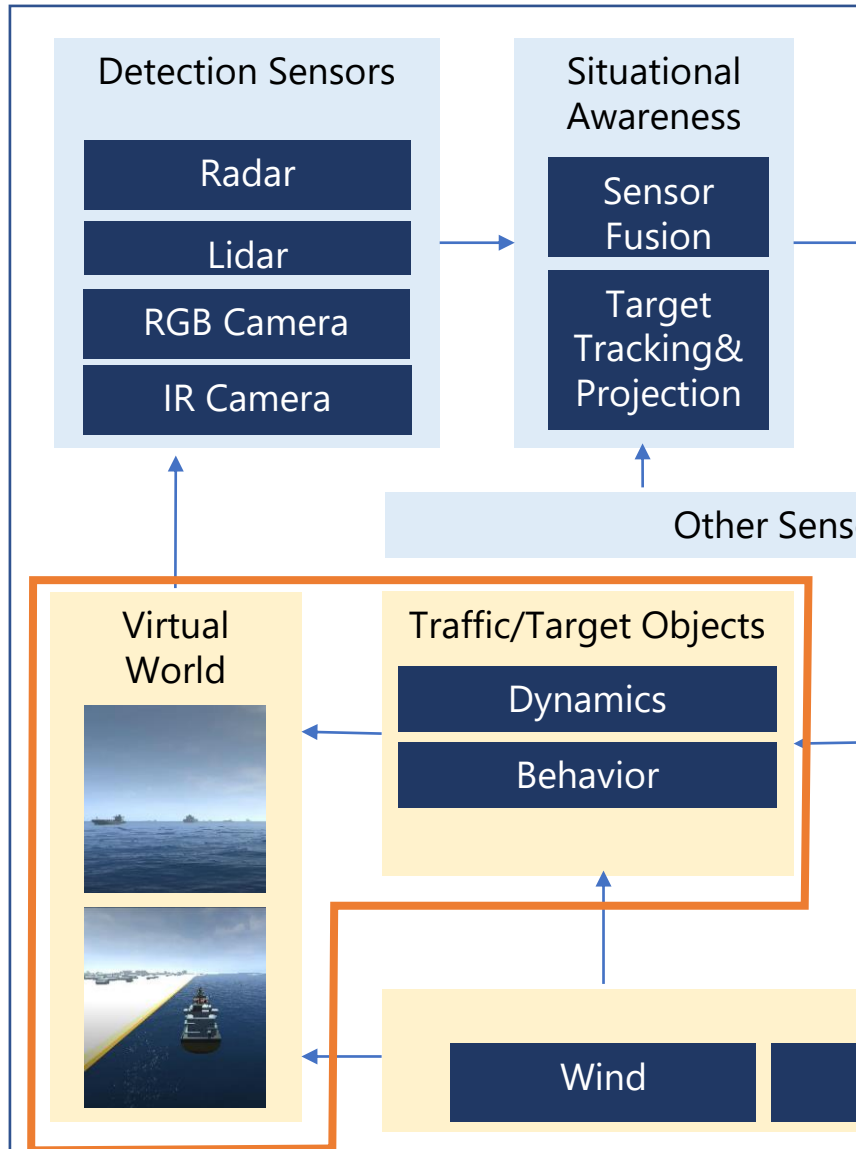 Detection Sensors
Radar
Lidar
RGB Camera
IR Camera
Situational
Awareness
Sensor
Fusion
Target
Tracking&
Projection
Other Sens
Virtual
World
Traffic/Target Objects
Dynamics
Behavior
Wind